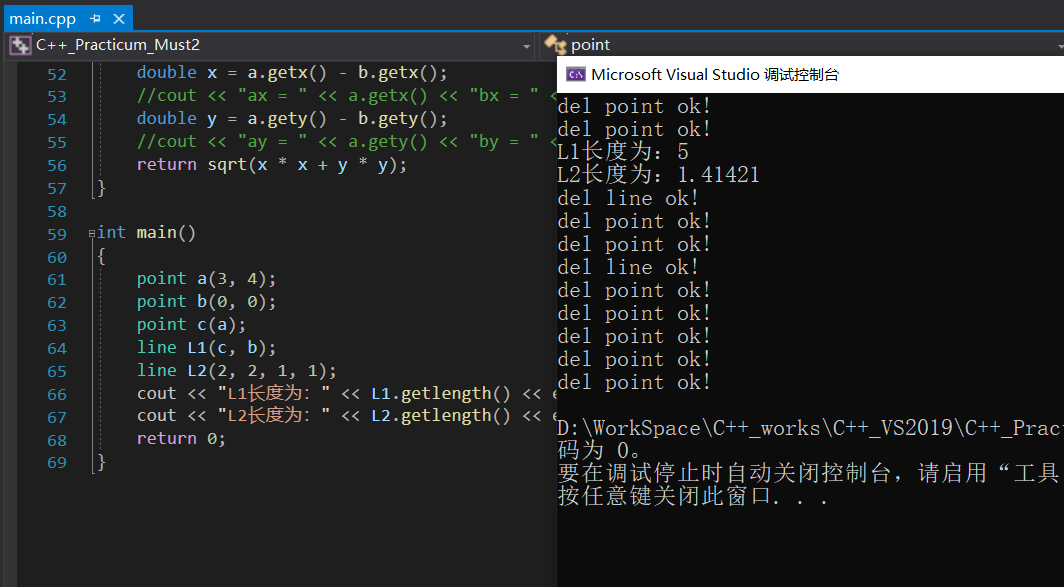 main.cpp
C++_Practicum_Must2
point
52 double x = a.getx() - b.getx();
53 //cout << "ax = " << a.getx() << "bx = " <
54 double y = a.gety() - b.gety();
55 //cout << "ay = " << a.gety() << "by = " <
56 return sqrt(x * x + y * y);
57 }
58
59 int main()
60 {
61 point a(3, 4);
62 point b(0, 0);
63 point c(a);
64 line L1(c, b);
65 line L2(2, 2, 1, 1);
66 cout << "L1长度为：" << L1.getlength() << e
67 cout << "L2长度为：" << L2.getlength() << e
68 return 0;
69 }
C:\ Microsoft Visual Studio 调试控制台
del point ok!
del point ok!
L1长度为：5
L2长度为：1.41421
del line ok!
del point ok!
del point ok!
del line ok!
del point ok!
del point ok!
del point ok!
del point ok!
del point ok!
D:\WorkSpace\C++_works\C++_VS2019\C++_Pract
码为 0。
要在调试停止时自动关闭控制台，请启用“工具
按任意键关闭此窗口. . .